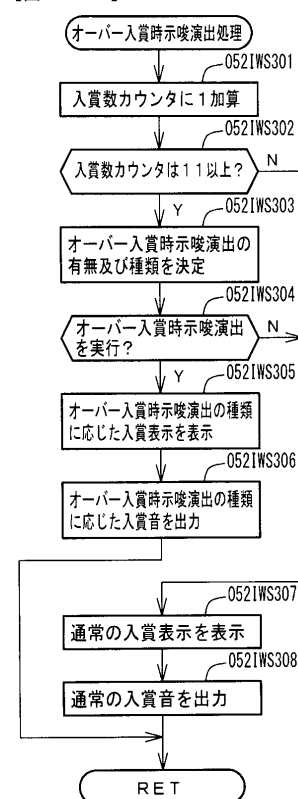 オーバー入賞時示唆演出処理
052IWS301
入賞数カウンタに１加算
052IWS302
入賞数カウンタは１１以上？
N
Y
052IWS303
オーバー入賞時示唆演出の
有無及び種類を決定
052IWS304
オーバー入賞時示唆演出
を実行？
N
Y
052IWS305
オーバー入賞時示唆演出の種類
に応じた入賞表示を表示
052IWS306
オーバー入賞時示唆演出の種類
に応じた入賞音を出力
052IWS307
通常の入賞表示を表示
052IWS308
通常の入賞音を出力
ＲＥＴ